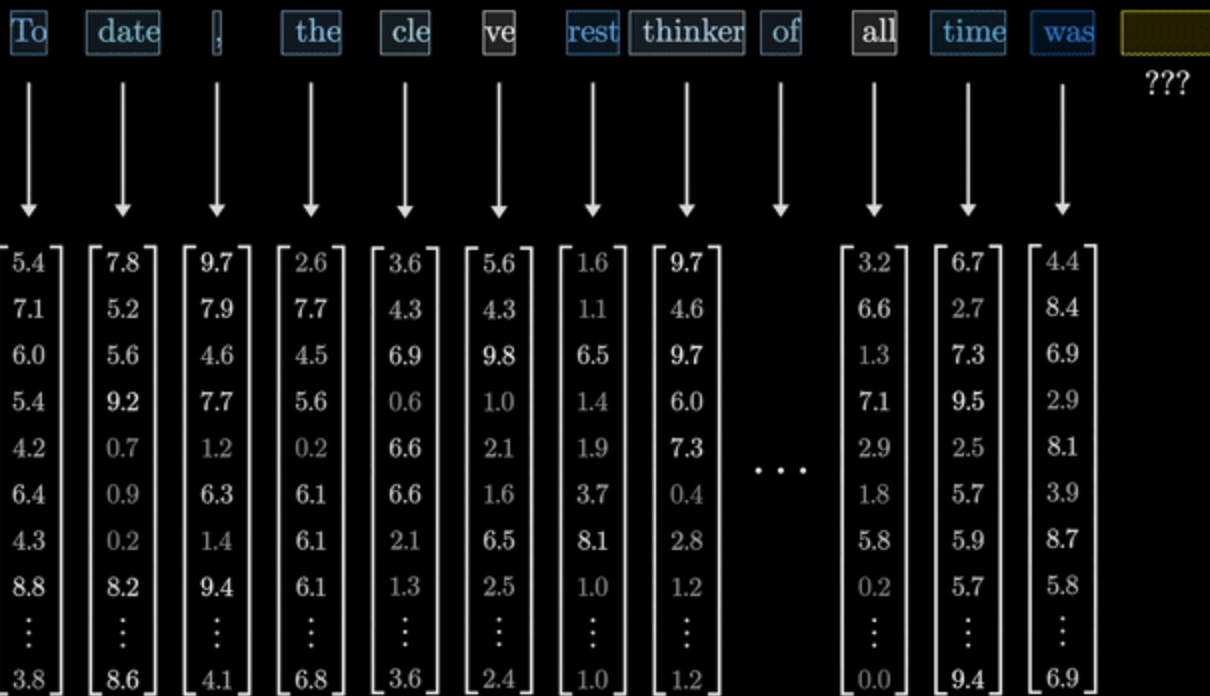 To date , the cle ve rest thinker of all time was
???
5.4 7.8 9.7 2.6 3.6 5.6 1.6 9.7 3.2 6.7 4.4
7.1 5.2 7.9 7.7 4.3 4.3 1.1 4.6 6.6 2.7 8.4
6.0 5.6 4.6 4.5 6.9 9.8 6.5 9.7 1.3 7.3 6.9
5.4 9.2 7.7 5.6 0.6 1.0 1.4 6.0 7.1 9.5 2.9
4.2 0.7 1.2 0.2 6.6 2.1 1.9 7.3 2.9 2.5 8.1
...
6.4 0.9 6.3 6.1 6.6 1.6 3.7 0.4 1.8 5.7 3.9
4.3 0.2 1.4 6.1 2.1 6.5 8.1 2.8 5.8 5.9 8.7
8.8 8.2 9.4 6.1 1.3 2.5 1.0 1.2 0.2 5.7 5.8
⋮ ⋮ ⋮ ⋮ ⋮ ⋮ ⋮ ⋮ ⋮ ⋮ ⋮
3.8 8.6 4.1 6.8 3.6 2.4 1.0 1.2 0.0 9.4 6.9